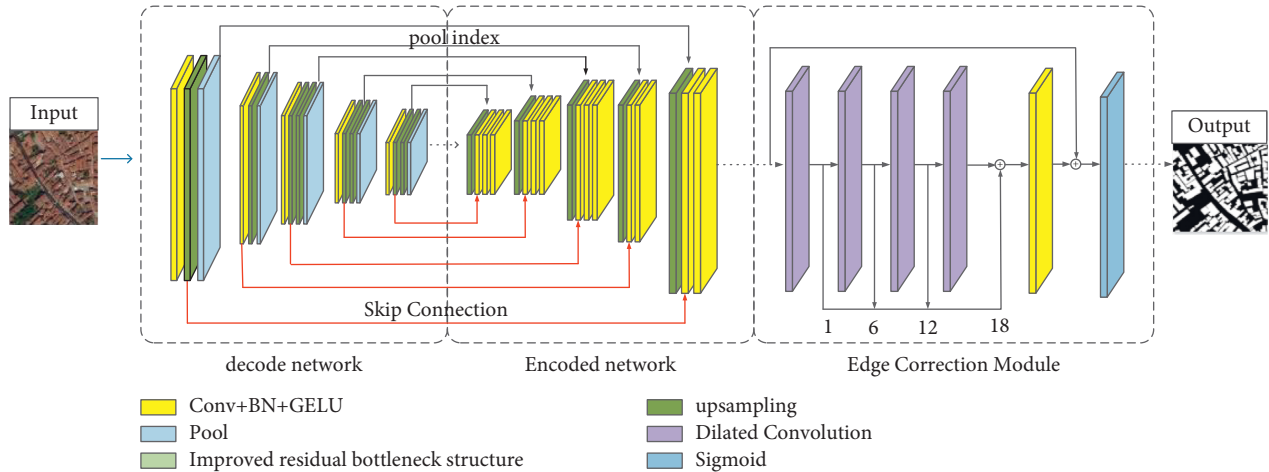 pool index
Input
Output
Skip Connection
1 6 12 18
decode network
Encoded network
Edge Correction Module
Conv+BN+GELU
upsampling
Pool
Dilated Convolution
Improved residual bottleneck structure
Sigmoid